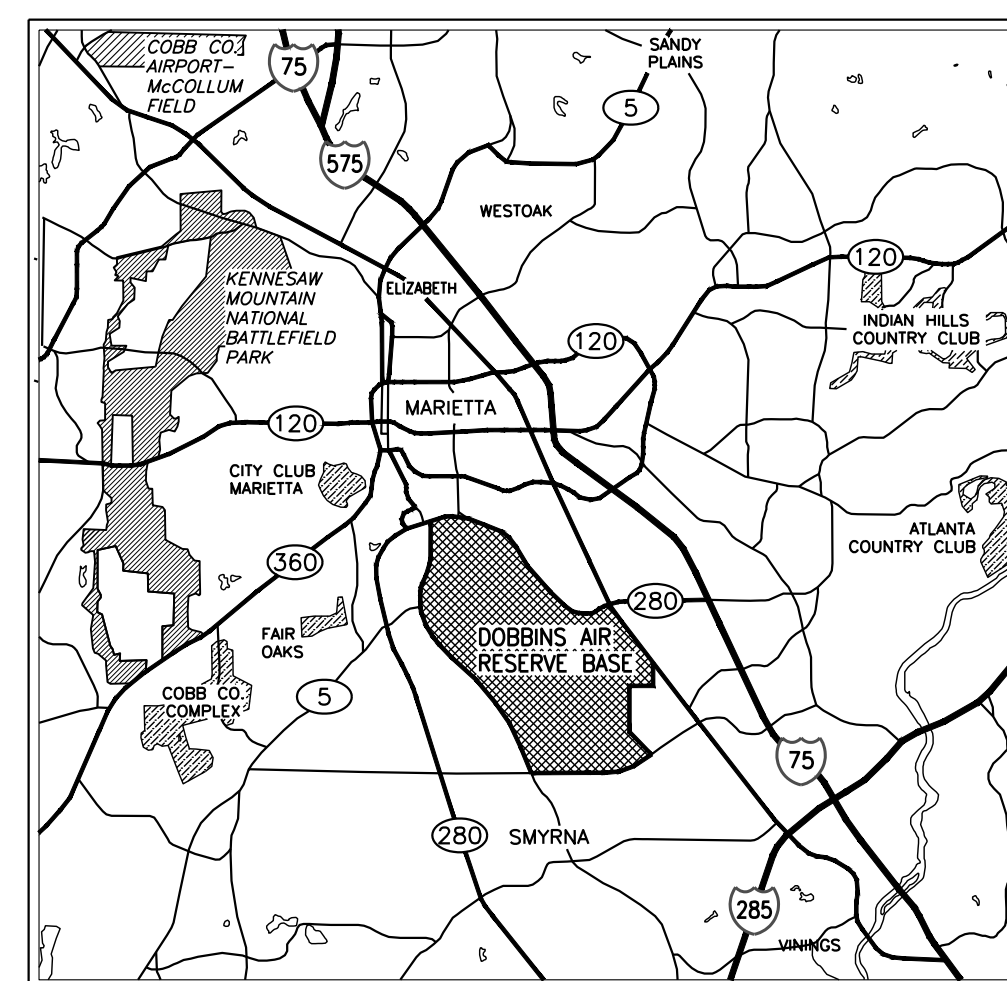 COBB CO.
AIRPORT–
McCOLLUM
FIELD
75
SANDY
PLAINS
5
575
WESTOAK
120
KENNESAW
MOUNTAIN
NATIONAL
BATTLEFIELD
PARK
ELIZABETH
INDIAN HILLS
COUNTRY CLUB
120
MARIETTA
120
CITY CLUB
MARIETTA
ATLANTA
COUNTRY CLUB
360
280
FAIR
OAKS
DOBBINS AIR
RESERVE BASE
COBB CO.
COMPLEX
5
75
280
SMYRNA
285
VININGS